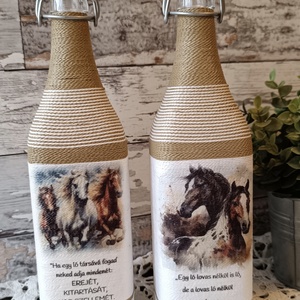 "Ha egy ló társául fogad
neked adja mindenét:
EREJÉT,
KITARTÁSÁT,
„Egy ló lovas nélkül is ló,
de a lovas ló nélkül